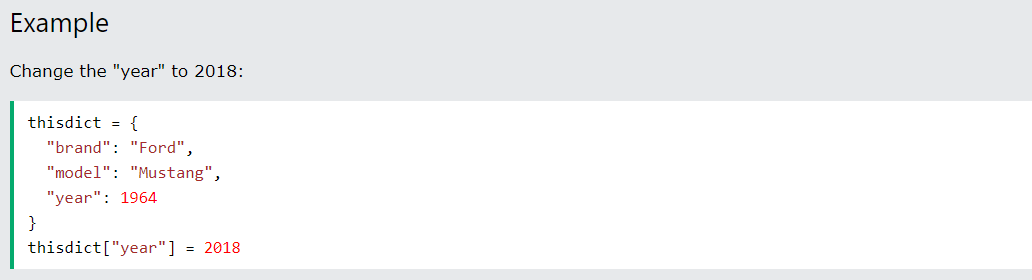 Example
Change the "year" to 2018:
thisdict = {
  "brand": "Ford",
  "model": "Mustang",
  "year": 1964
}
thisdict["year"] = 2018